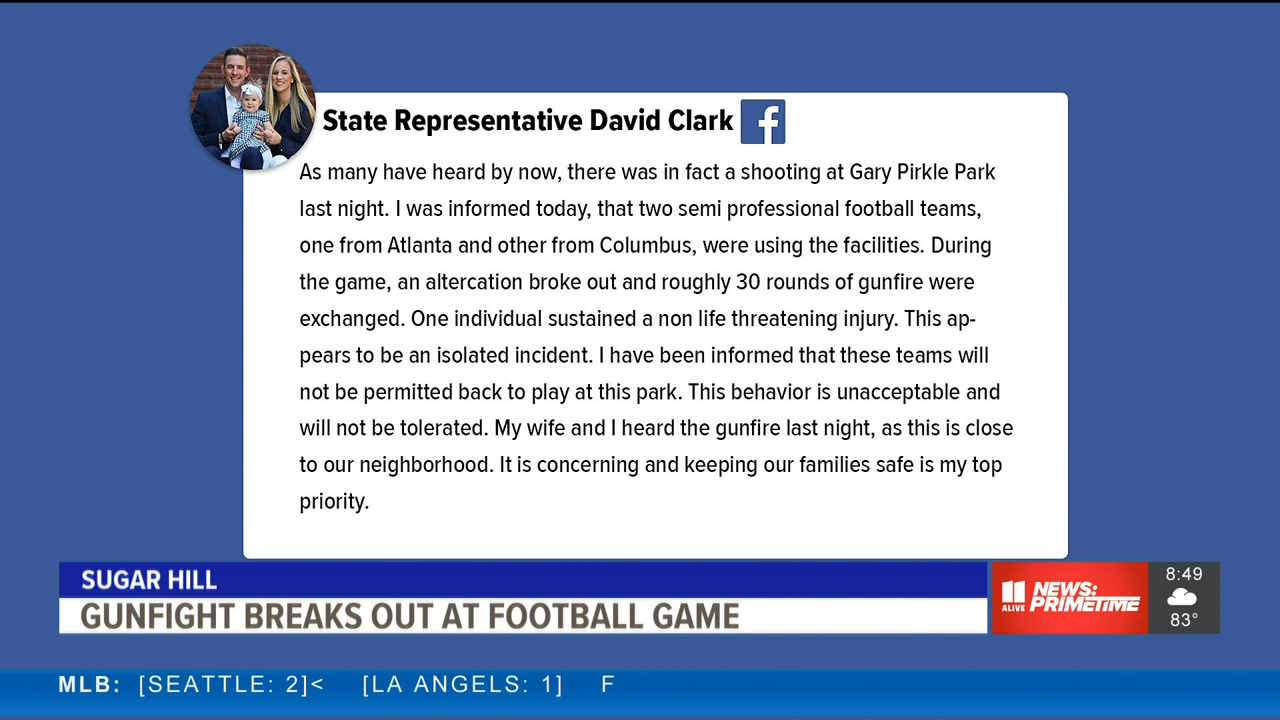 State Representative David Clark f
As many have heard by now, there was in fact a shooting at Gary Pirkle Park
last night. I was informed today, that two semi professional football teams,
one from Atlanta and other from Columbus, were using the facilities. During
the game, an altercation broke out and roughly 30 rounds of gunfire were
exchanged. One individual sustained a non life threatening injury. This ap-
pears to be an isolated incident. I have been informed that these teams will
not be permitted back to play at this park. This behavior is unacceptable and
will not be tolerated. My wife and I heard the gunfire last night, as this is close
to our neighborhood. It is concerning and keeping our families safe is my top
priority.
SUGAR HILL
GUNFIGHT BREAKS OUT AT FOOTBALL GAME
11 ALIVE NEWS: PRIMETIME
8:49
83°
MLB: [SEATTLE: 2]< [LA ANGELS: 1] F